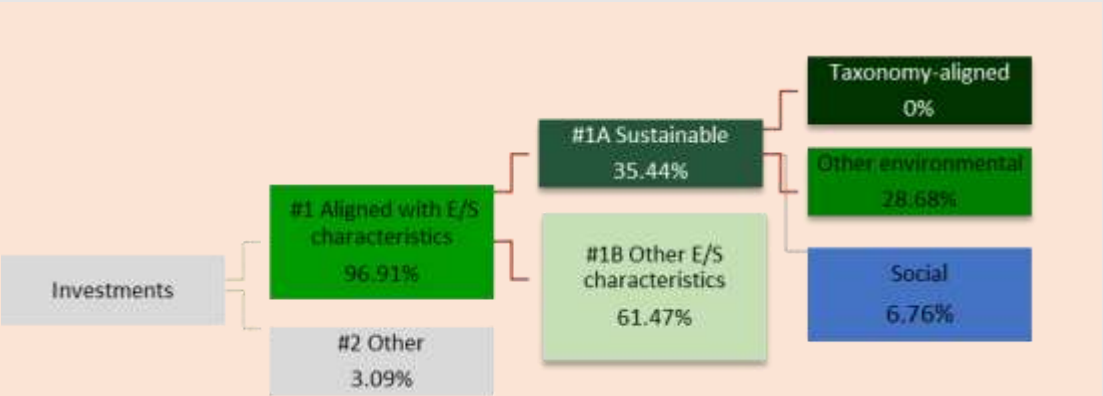 Investments
#1 Aligned with E/S
characteristics
96.91%
#2 Other
3.09%
#1A Sustainable
35.44%
#1B Other E/S
characteristics
61.47%
Taxonomy-aligned
0%
Other environmental
28.68%
Social
6.76%